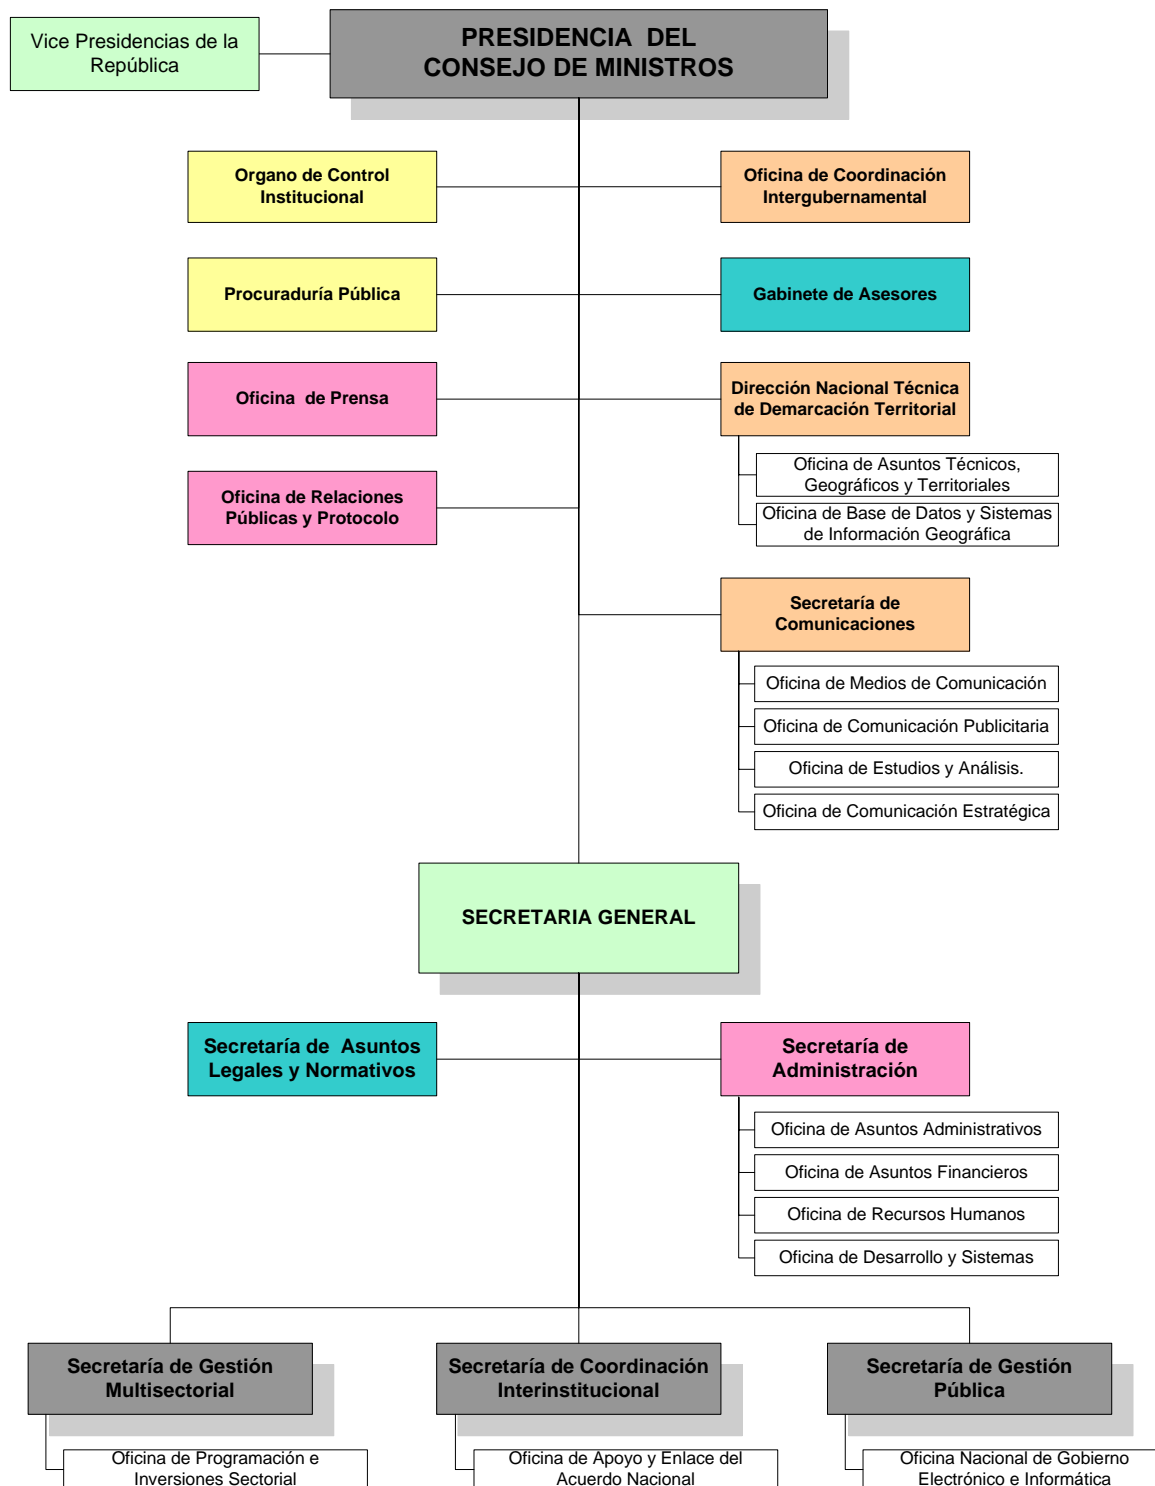 Vice Presidencias de la
República
PRESIDENCIA DEL
CONSEJO DE MINISTROS
Organo de Control
Institucional
Oficina de Coordinación
Intergubernamental
Procuraduría Pública
Gabinete de Asesores
Oficina de Prensa
Dirección Nacional Técnica
de Demarcación Territorial
Oficina de Asuntos Técnicos,
Geográficos y Territoriales
Oficina de Relaciones
Públicas y Protocolo
Oficina de Base de Datos y Sistemas
de Información Geográfica
Secretaría de
Comunicaciones
Oficina de Medios de Comunicación
Oficina de Comunicación Publicitaria
Oficina de Estudios y Análisis.
Oficina de Comunicación Estratégica
SECRETARIA GENERAL
Secretaría de Asuntos
Legales y Normativos
Secretaría de
Administración
Oficina de Asuntos Administrativos
Oficina de Asuntos Financieros
Oficina de Recursos Humanos
Oficina de Desarrollo y Sistemas
Secretaría de Gestión
Multisectorial
Secretaría de Coordinación
Interinstitucional
Secretaría de Gestión
Pública
Oficina de Programación e
Inversiones Sectorial
Oficina de Apoyo y Enlace del
Acuerdo Nacional
Oficina Nacional de Gobierno
Electrónico e Informática